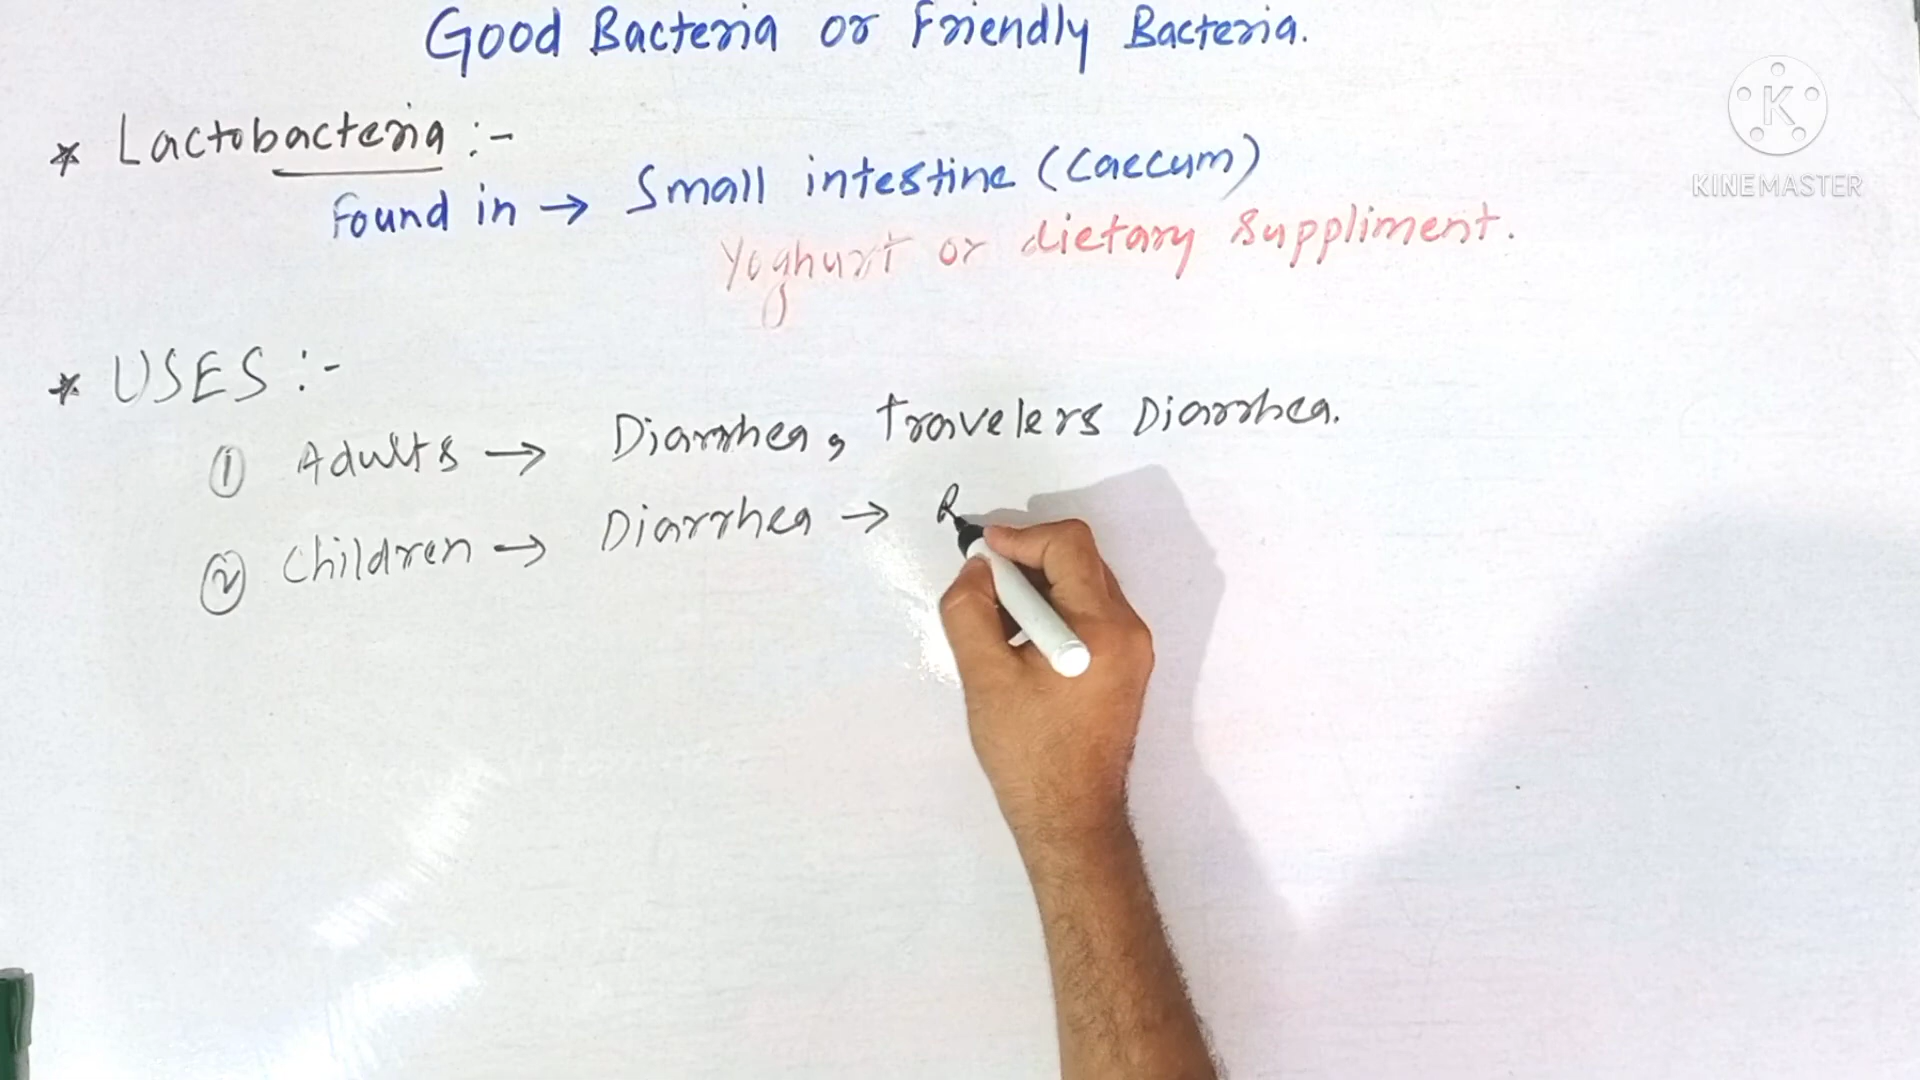 Good Bacteria or Friendly Bacteria.
* Lactobacteria :-
Found in → Small intestine (Caecum)
Yoghurt or dietary Suppliment.
* USES :-
① Adults → Diarrhea, Travelers Diarrhea.
② Children → Diarrhea → R
K
KINEMASTER